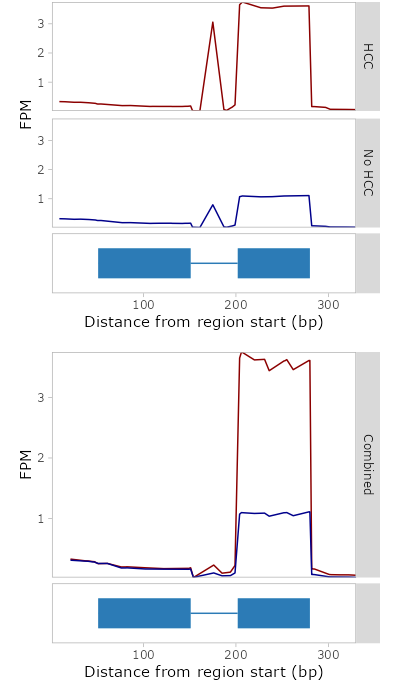 3
2
1
FPM
HCC
3
2
1
No HCC
100 200 300
Distance from region start (bp)
3
2
1
FPM
Combined
100 200 300
Distance from region start (bp)